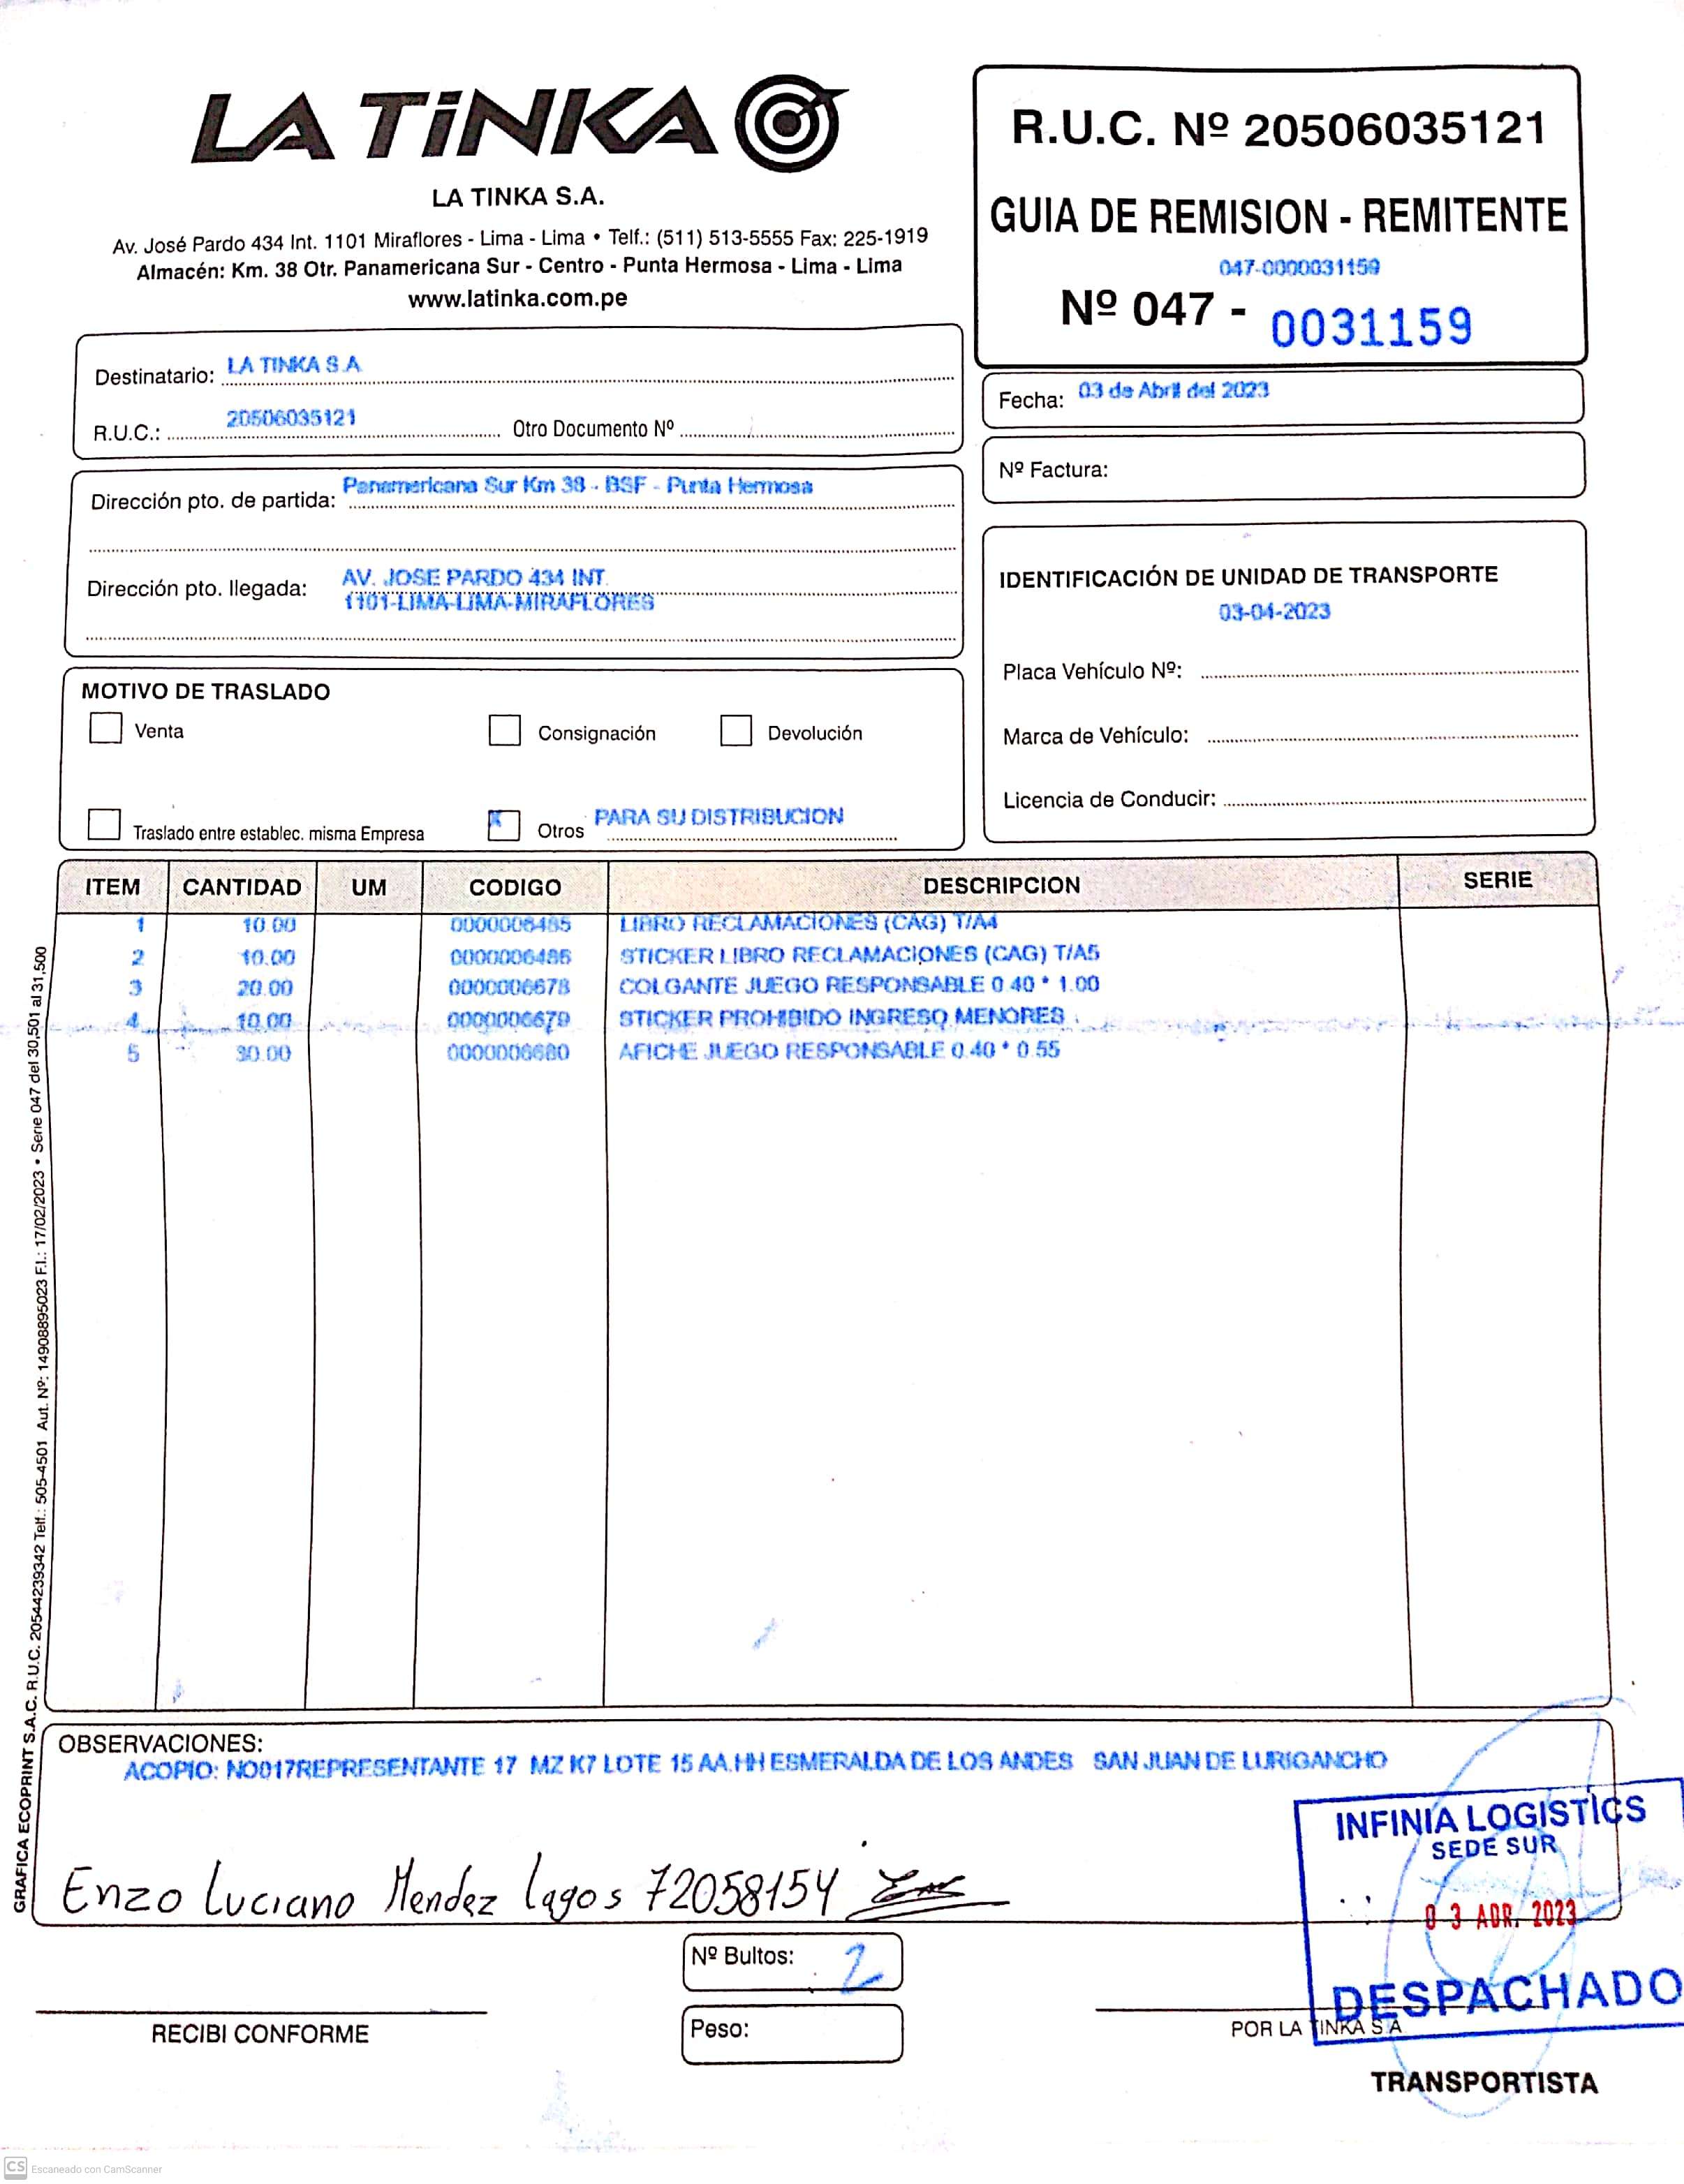 LA TiNKA
LA TINKA S.A.
Av. José Pardo 434 Int. 1101 Miraflores - Lima - Lima • Telf.: (511) 513-5555 Fax: 225-1919
Almacén: Km. 38 Otr. Panamericana Sur - Centro - Punta Hermosa - Lima - Lima
www.latinka.com.pe
R.U.C. Nº 20506035121
GUIA DE REMISION - REMITENTE
047-0000031159
Nº 047 - 0031159
Destinatario: LA TINKA S.A
R.U.C.: 20506035121 Otro Documento Nº
Fecha: 03 de Abril del 2023
Nº Factura:
Dirección pto. de partida: Panamericana Sur Km 38 - BSF - Punta Hermosa
Dirección pto. llegada: AV. JOSE PARDO 434 INT.
1101-LIMA-LIMA-MIRAFLORES
IDENTIFICACIÓN DE UNIDAD DE TRANSPORTE
03-04-2023
Placa Vehículo Nº:
Marca de Vehículo:
Licencia de Conducir:
MOTIVO DE TRASLADO
Venta Consignación Devolución
Traslado entre establec. misma Empresa X Otros PARA SU DISTRIBUCION
ITEM CANTIDAD UM CODIGO DESCRIPCION SERIE
1 10.00 0000006485 LIBRO RECLAMACIONES (CAG) T/A4
2 10.00 0000006486 STICKER LIBRO RECLAMACIONES (CAG) T/A5
3 20.00 0000006678 COLGANTE JUEGO RESPONSABLE 0.40 * 1.00
4 10.00 0000006679 STICKER PROHIBIDO INGRESO MENORES
5 30.00 0000006680 AFICHE JUEGO RESPONSABLE 0.40 * 0.55
GRAFICA ECOPRINT S.A.C. R.U.C. 20544239342 Telf.: 505-4501 Aut. Nº: 14908895023 F.I.: 17/02/2023 • Serie 047 del 30,501 al 31,500
OBSERVACIONES:
ACOPIO: NO017REPRESENTANTE 17 MZ K7 LOTE 15 AA.HH ESMERALDA DE LOS ANDES SAN JUAN DE LURIGANCHO
Enzo Luciano Mendez Lagos 72058154
INFINIA LOGISTICS
SEDE SUR
03 ABR. 2023
DESPACHADO
Nº Bultos: 2
Peso:
RECIBI CONFORME
POR LA TINKA S.A
TRANSPORTISTA
CS Escaneado con CamScanner